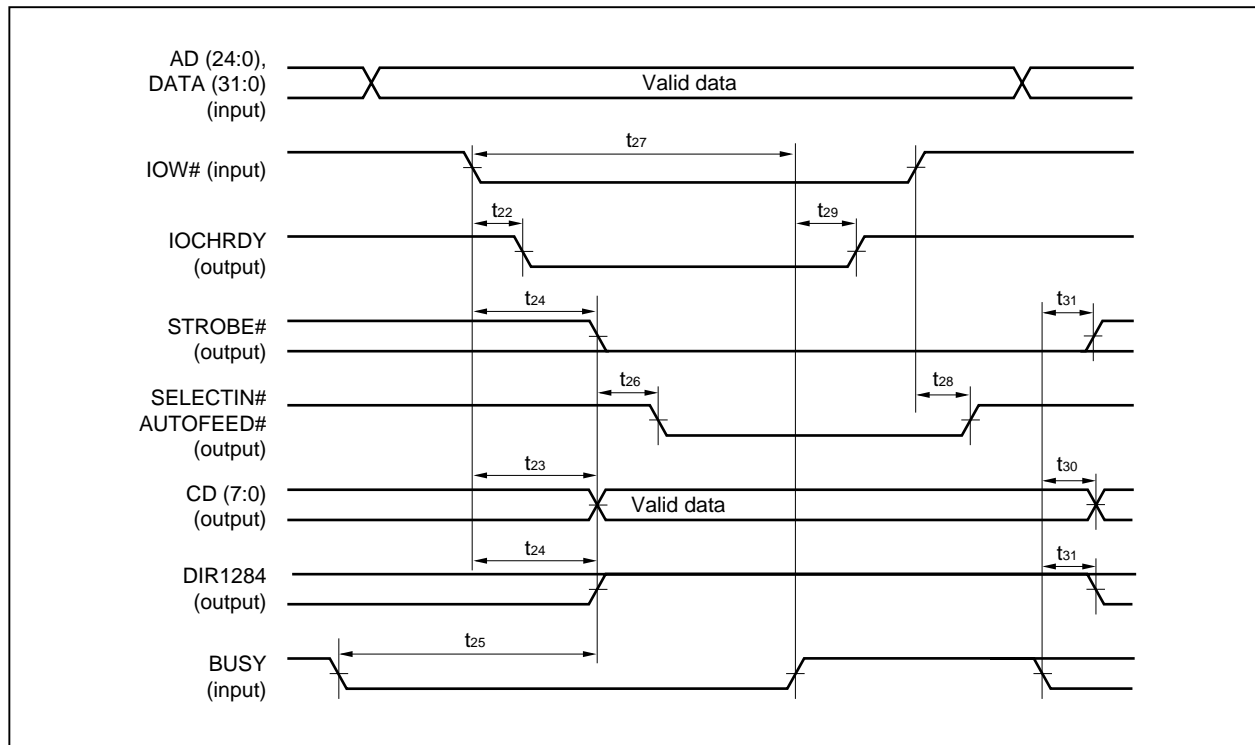 AD (24:0),
DATA (31:0)
(input)
Valid data
IOW# (input)
t27
IOCHRDY
(output)
t22
t29
STROBE#
(output)
t24
t31
SELECTIN#
AUTOFEED#
(output)
t26
t28
CD (7:0)
(output)
t23
Valid data
t30
DIR1284
(output)
t24
t31
BUSY
(input)
t25